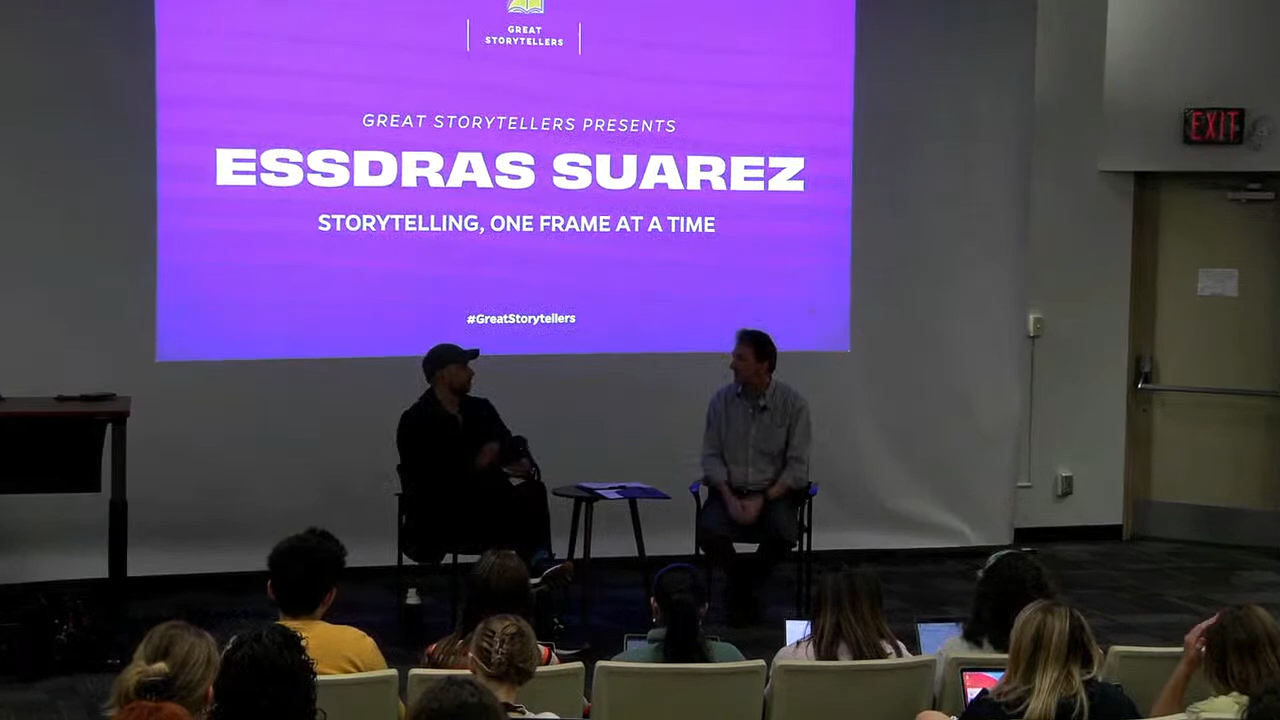 GREAT
STORYTELLERS
GREAT STORYTELLERS PRESENTS
ESSDRAS SUAREZ
STORYTELLING, ONE FRAME AT A TIME
#GreatStorytellers
EXIT